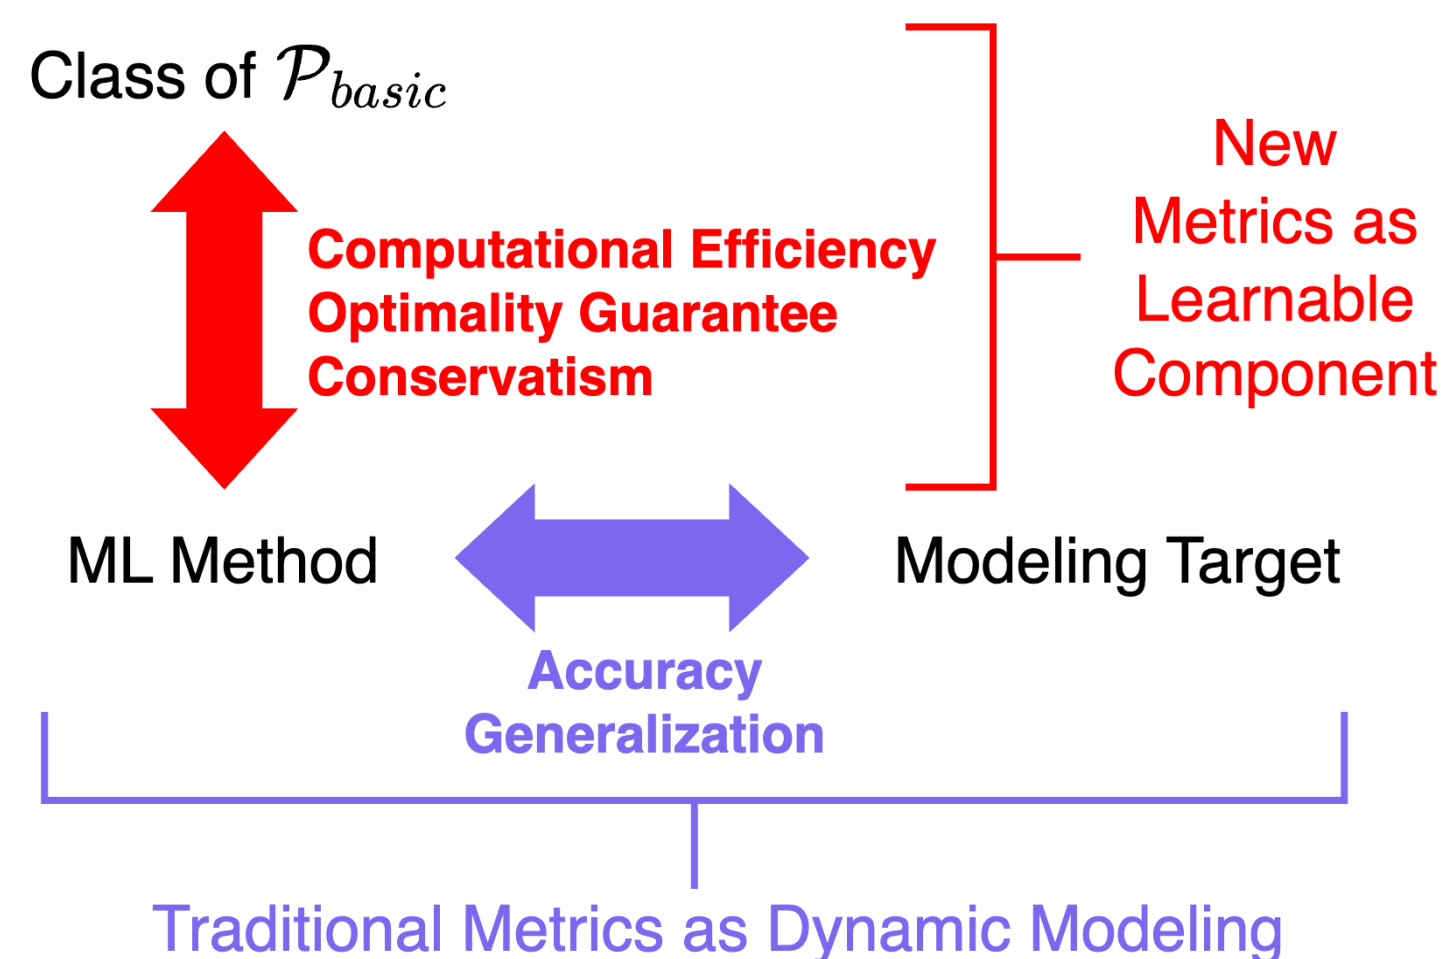 Class of 𝒫basic
Computational Efficiency
Optimality Guarantee
Conservatism
New
Metrics as
Learnable
Component
ML Method
Modeling Target
Accuracy
Generalization
Traditional Metrics as Dynamic Modeling